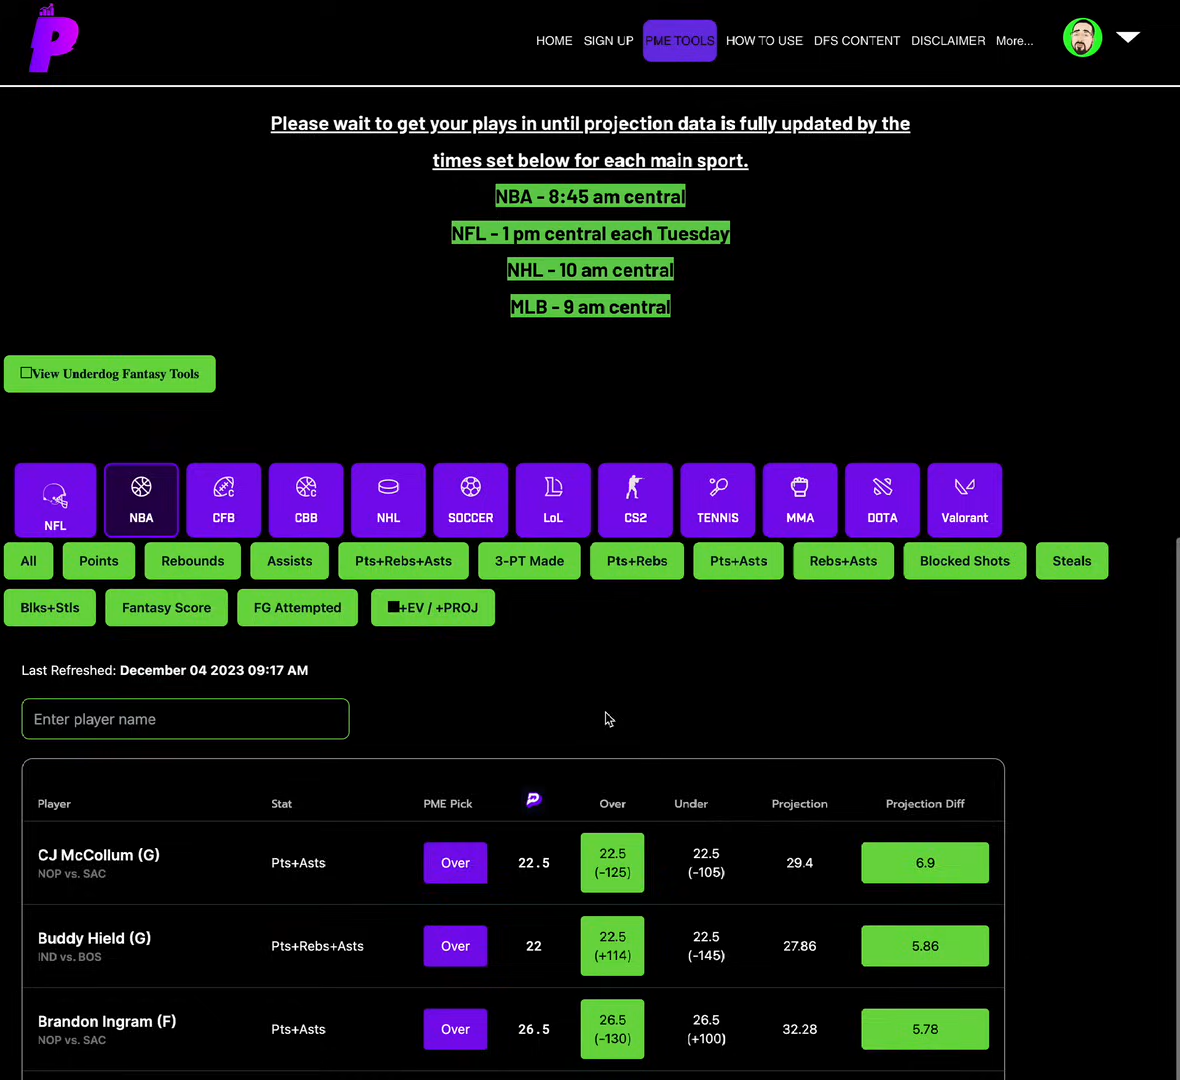 P
HOME SIGN UP PME TOOLS HOW TO USE DFS CONTENT DISCLAIMER More...
Please wait to get your plays in until projection data is fully updated by the
times set below for each main sport.
NBA - 8:45 am central
NFL - 1 pm central each Tuesday
NHL - 10 am central
MLB - 9 am central
View Underdog Fantasy Tools
NFL NBA CFB CBB NHL SOCCER LoL CS2 TENNIS MMA DOTA Valorant
All Points Rebounds Assists Pts+Rebs+Asts 3-PT Made Pts+Rebs Pts+Asts Rebs+Asts Blocked Shots Steals
Blks+Stls Fantasy Score FG Attempted +EV / +PROJ
Last Refreshed: December 04 2023 09:17 AM
Enter player name
Player Stat PME Pick P Over Under Projection Projection Diff
CJ McCollum (G)
NOP vs. SAC
Pts+Asts Over 22.5
22.5
(-125)
22.5
(-105)
29.4 6.9
Buddy Hield (G)
IND vs. BOS
Pts+Rebs+Asts Over 22
22.5
(+114)
22.5
(-145)
27.86 5.86
Brandon Ingram (F)
NOP vs. SAC
Pts+Asts Over 26.5
26.5
(-130)
26.5
(+100)
32.28 5.78